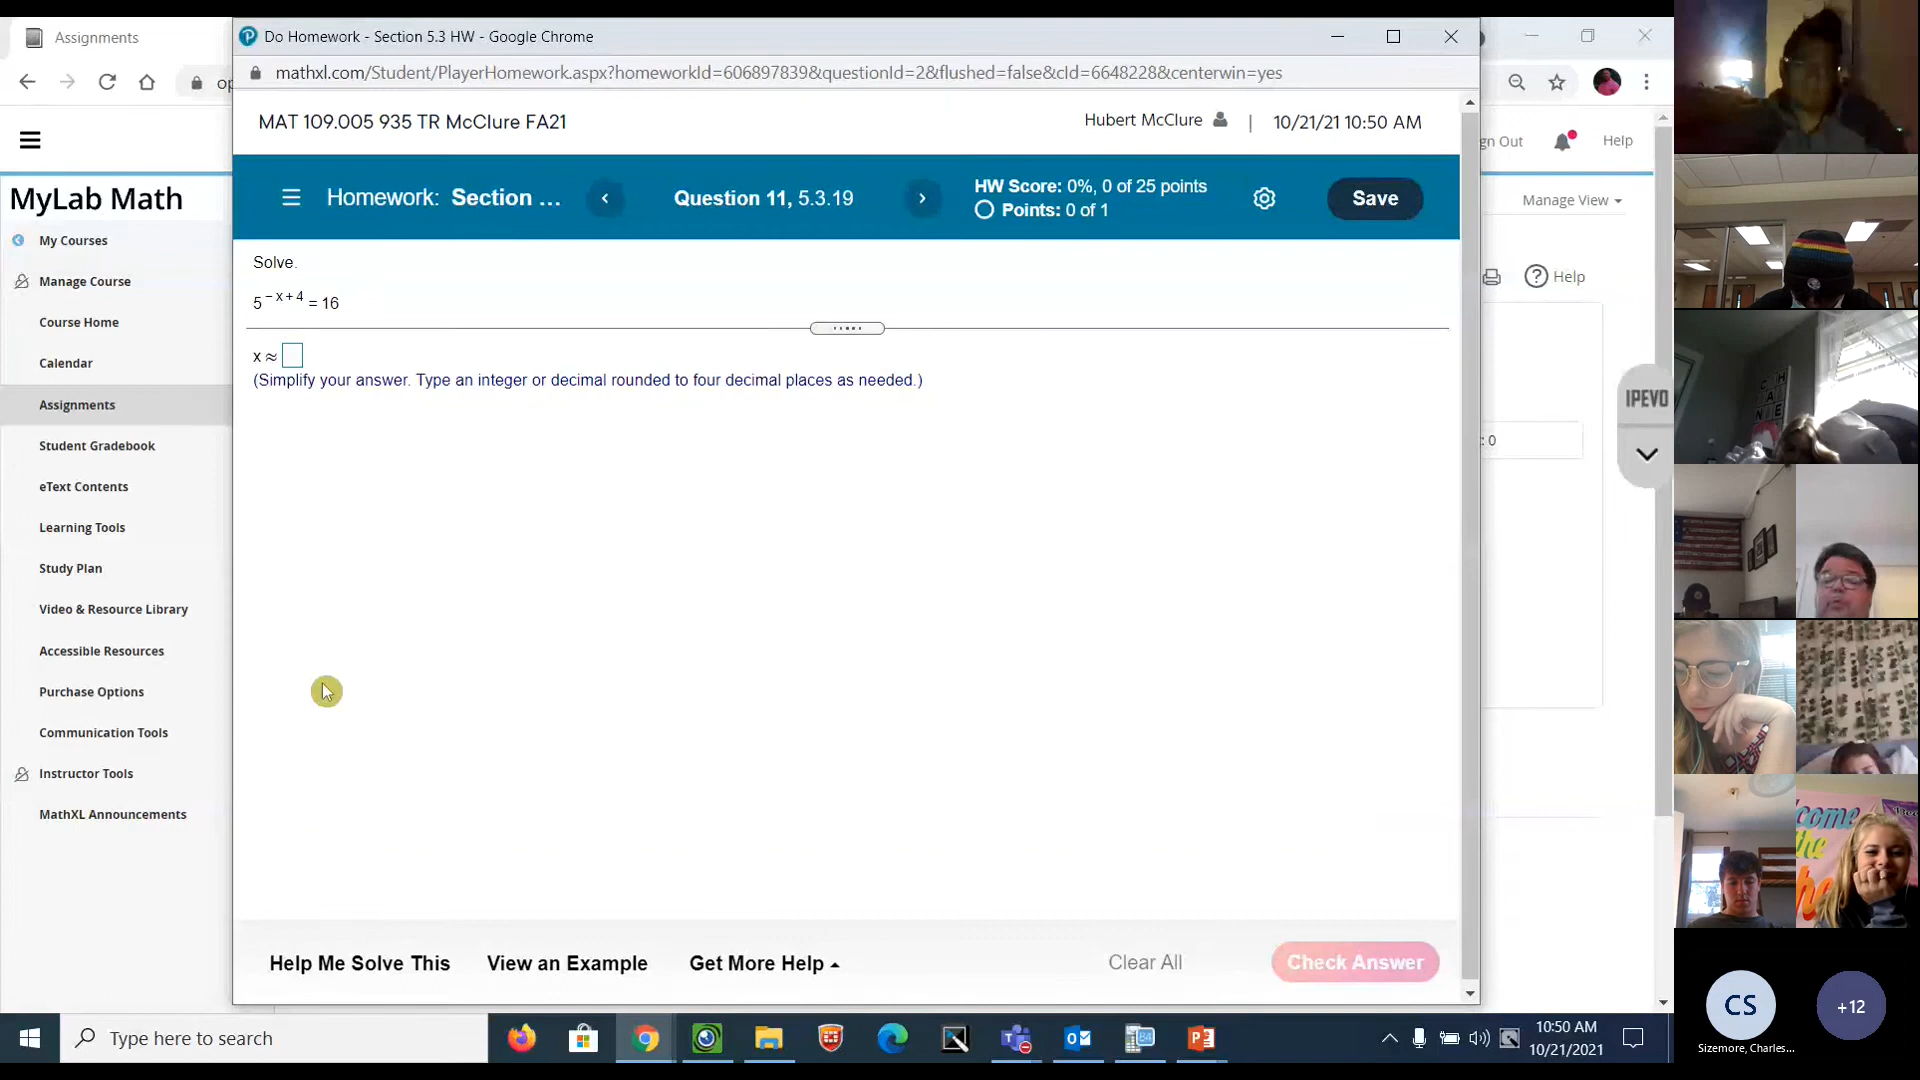 Assignments
Do Homework - Section 5.3 HW - Google Chrome
mathxl.com/Student/PlayerHomework.aspx?homeworkId=606897839&questionId=2&flushed=false&cId=6648228&centerwin=yes
op
MAT 109.005 935 TR McClure FA21
Hubert McClure | 10/21/21 10:50 AM
gn Out
Help
MyLab Math
Homework: Section ...
Question 11, 5.3.19
HW Score: 0%, 0 of 25 points
Points: 0 of 1
Save
Manage View
My Courses
Manage Course
Course Home
Calendar
Assignments
Student Gradebook
eText Contents
Learning Tools
Study Plan
Video & Resource Library
Accessible Resources
Purchase Options
Communication Tools
Instructor Tools
MathXL Announcements
Solve.
5^{-x+4} = 16
x ≈
(Simplify your answer. Type an integer or decimal rounded to four decimal places as needed.)
? Help
: 0
IPEVO
CHANE
come
the
Help Me Solve This
View an Example
Get More Help
Clear All
Check Answer
CS
+12
Sizemore, Charles...
Type here to search
10:50 AM
10/21/2021